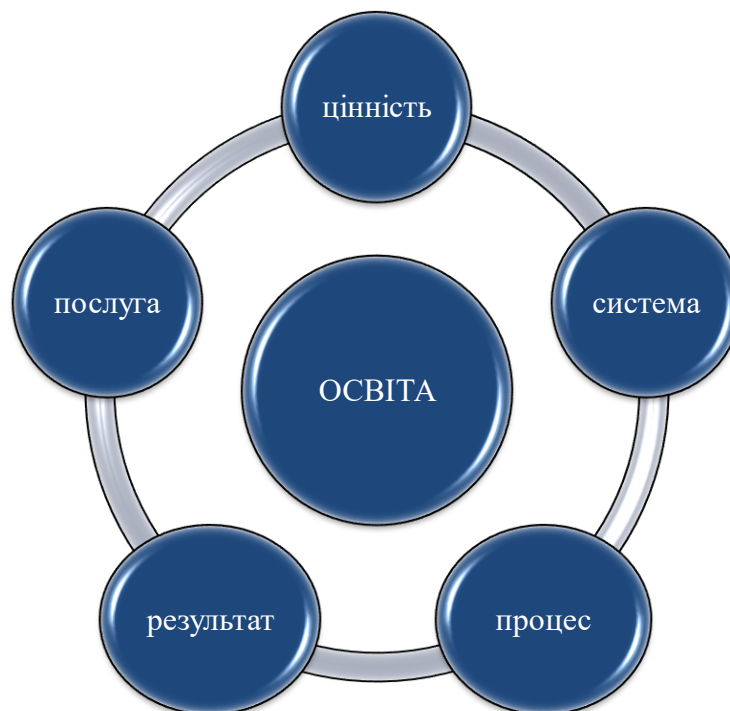 цінність
послуга
система
ОСВІТА
результат
процес